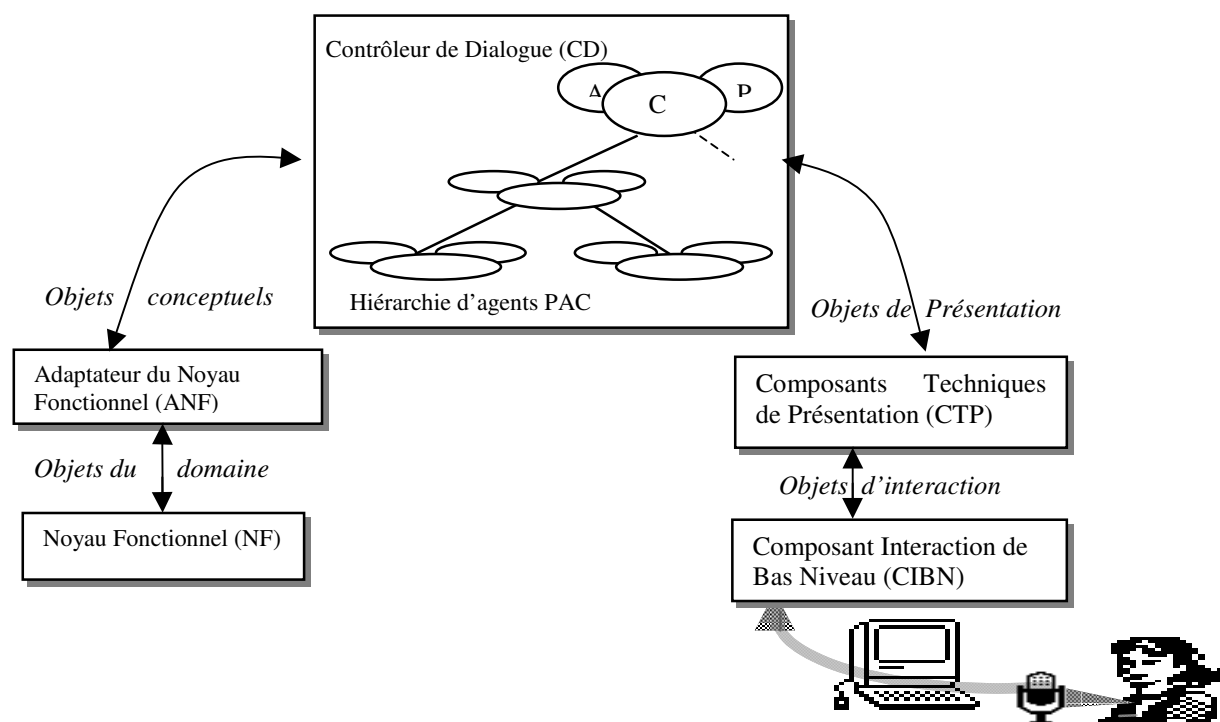 Contrôleur de Dialogue (CD)
A
C
P
Hiérarchie d'agents PAC
Objets conceptuels
Objets de Présentation
Adaptateur du Noyau
Fonctionnel (ANF)
Composants Techniques
de Présentation (CTP)
Objets du domaine
Objets d'interaction
Noyau Fonctionnel (NF)
Composant Interaction de
Bas Niveau (CIBN)